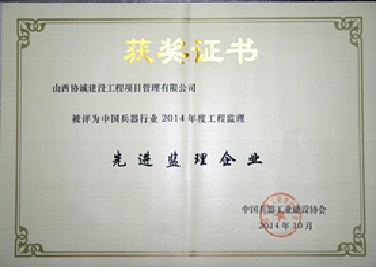 获奖证书
山西协诚建设工程项目管理有限公司
被评为中国兵器行业2014年度工程监理
先进监理企业
中国兵器工业建设协会
2014年10月